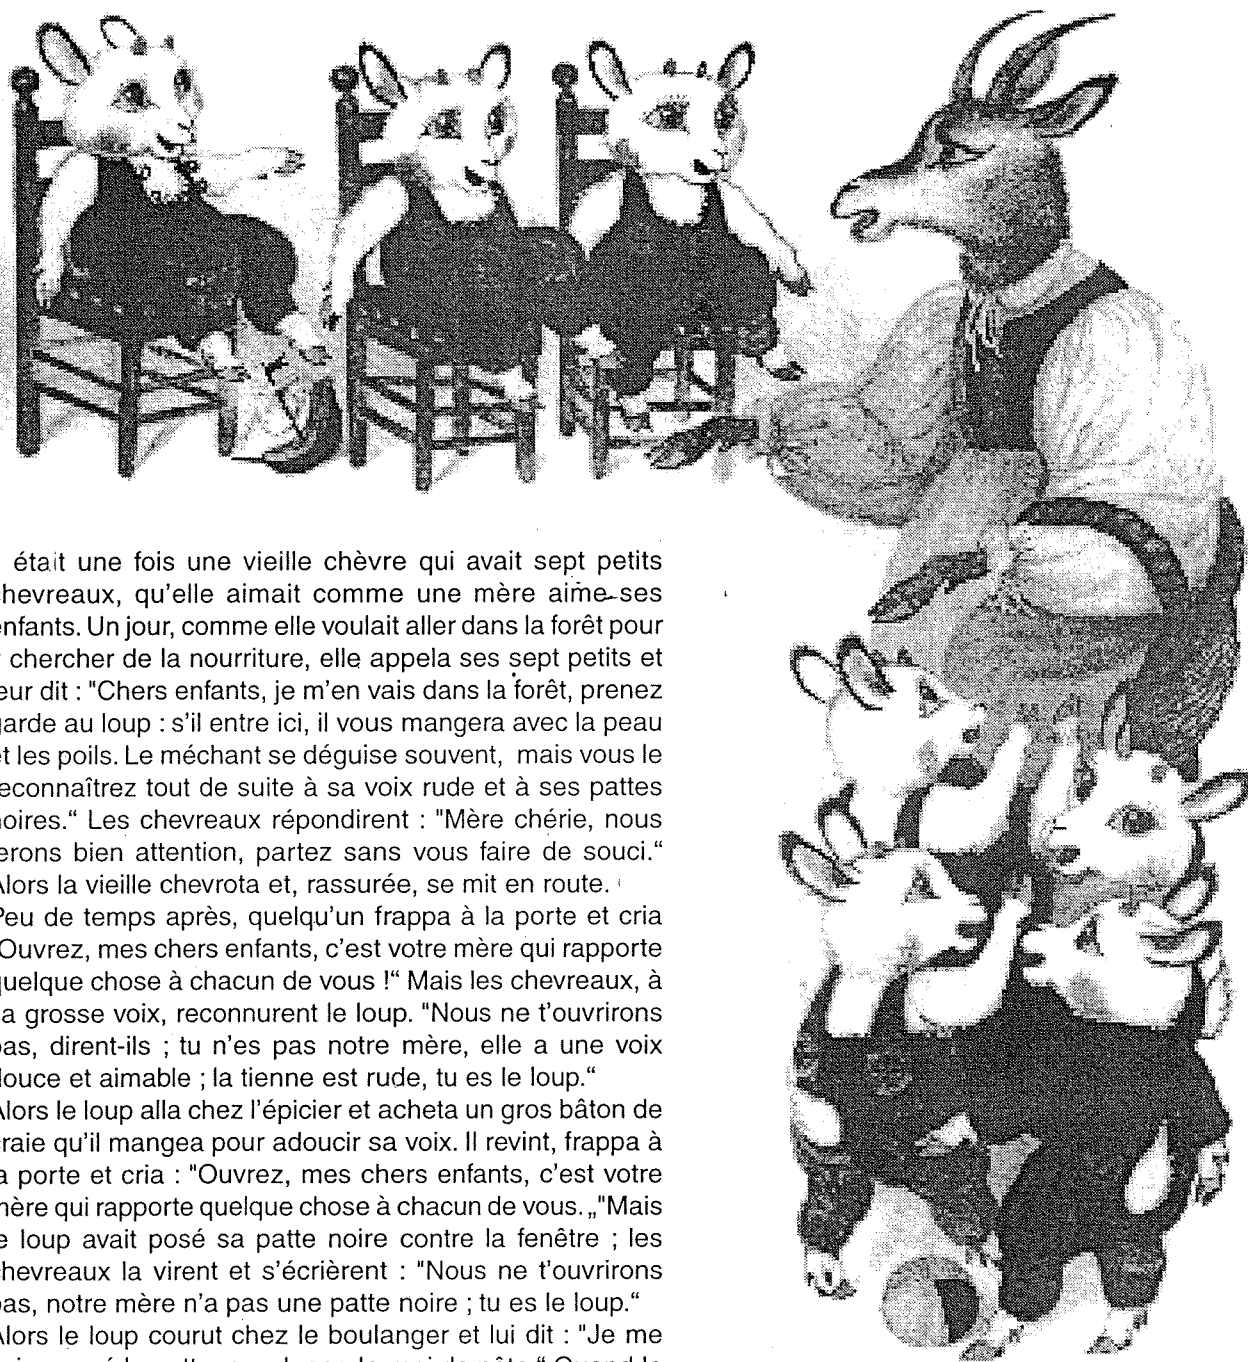 était une fois une vieille chèvre qui avait sept petits
chevreaux, qu'elle aimait comme une mère aime ses
enfants. Un jour, comme elle voulait aller dans la forêt pour
y chercher de la nourriture, elle appela ses sept petits et
leur dit : "Chers enfants, je m'en vais dans la forêt, prenez
garde au loup : s'il entre ici, il vous mangera avec la peau
et les poils. Le méchant se déguise souvent, mais vous le
reconnaîtrez tout de suite à sa voix rude et à ses pattes
noires.“ Les chevreaux répondirent : "Mère chérie, nous
ferons bien attention, partez sans vous faire de souci.“
Alors la vieille chevrota et, rassurée, se mit en route.
Peu de temps après, quelqu'un frappa à la porte et cria
"Ouvrez, mes chers enfants, c'est votre mère qui rapporte
quelque chose à chacun de vous !“ Mais les chevreaux, à
sa grosse voix, reconnurent le loup. "Nous ne t'ouvrirons
pas, dirent-ils ; tu n'es pas notre mère, elle a une voix
douce et aimable ; la tienne est rude, tu es le loup.“
Alors le loup alla chez l'épicier et acheta un gros bâton de
craie qu'il mangea pour adoucir sa voix. Il revint, frappa à
la porte et cria : "Ouvrez, mes chers enfants, c'est votre
mère qui rapporte quelque chose à chacun de vous.„"Mais
le loup avait posé sa patte noire contre la fenêtre ; les
chevreaux la virent et s'écrièrent : "Nous ne t'ouvrirons
pas, notre mère n'a pas une patte noire ; tu es le loup.“
Alors le loup courut chez le boulanger et lui dit : "Je me